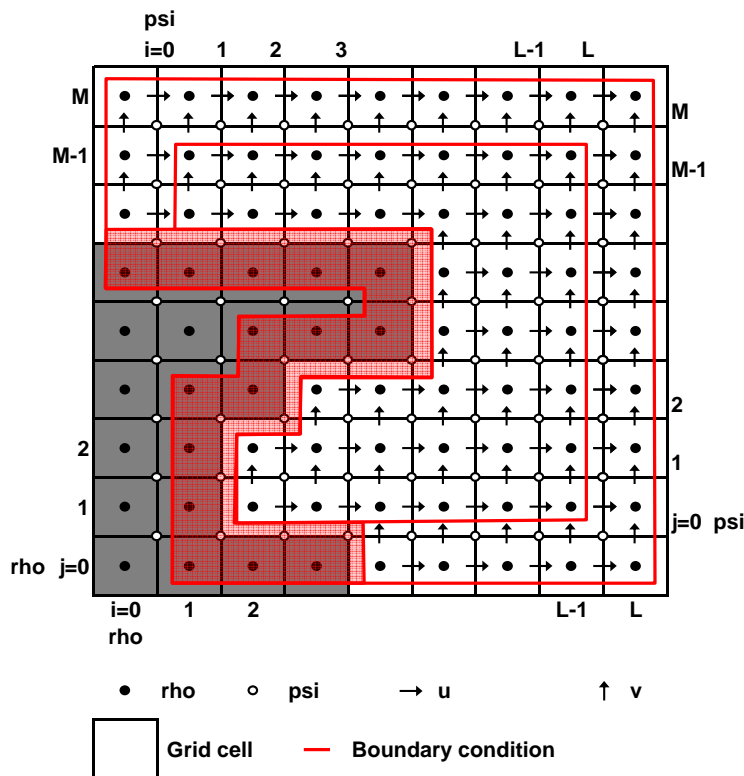 psi
i=0 1 2 3 L-1 L
M
M
M-1
M-1
2
2
1
1
j=0 psi
rho j=0
i=0 1 2 L-1 L
rho
rho psi u v
Grid cell Boundary condition